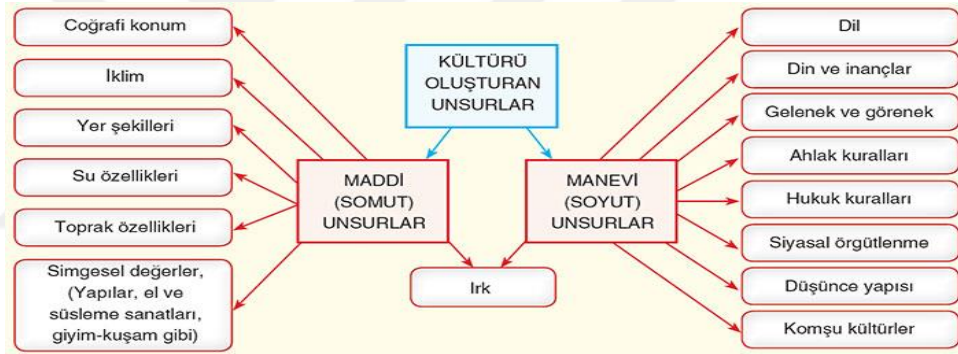 KÜLTÜRÜ
OLUŞTURAN
UNSURLAR
MADDİ
(SOMUT)
UNSURLAR
Coğrafi konum
İklim
Yer şekilleri
Su özellikleri
Toprak özellikleri
Simgesel değerler,
(Yapılar, el ve
süsleme sanatları,
giyim-kuşam gibi)
Irk
MANEVİ
(SOYUT)
UNSURLAR
Dil
Din ve inançlar
Gelenek ve görenek
Ahlak kuralları
Hukuk kuralları
Siyasal örgütlenme
Düşünce yapısı
Komşu kültürler